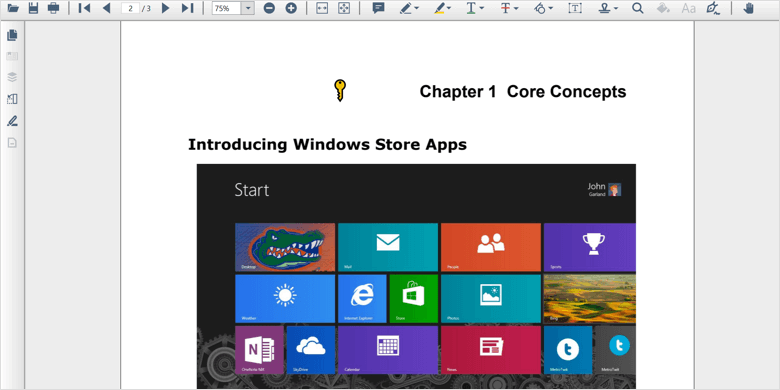 2 / 3 75%
Aa
Chapter 1 Core Concepts
Introducing Windows Store Apps
Start
John
Garland
Desktop Mail People Sports
Weather Internet Explorer Store Photos Bing
OneNote MX SkyDrive Calendar News MetroTwit MetroTwit